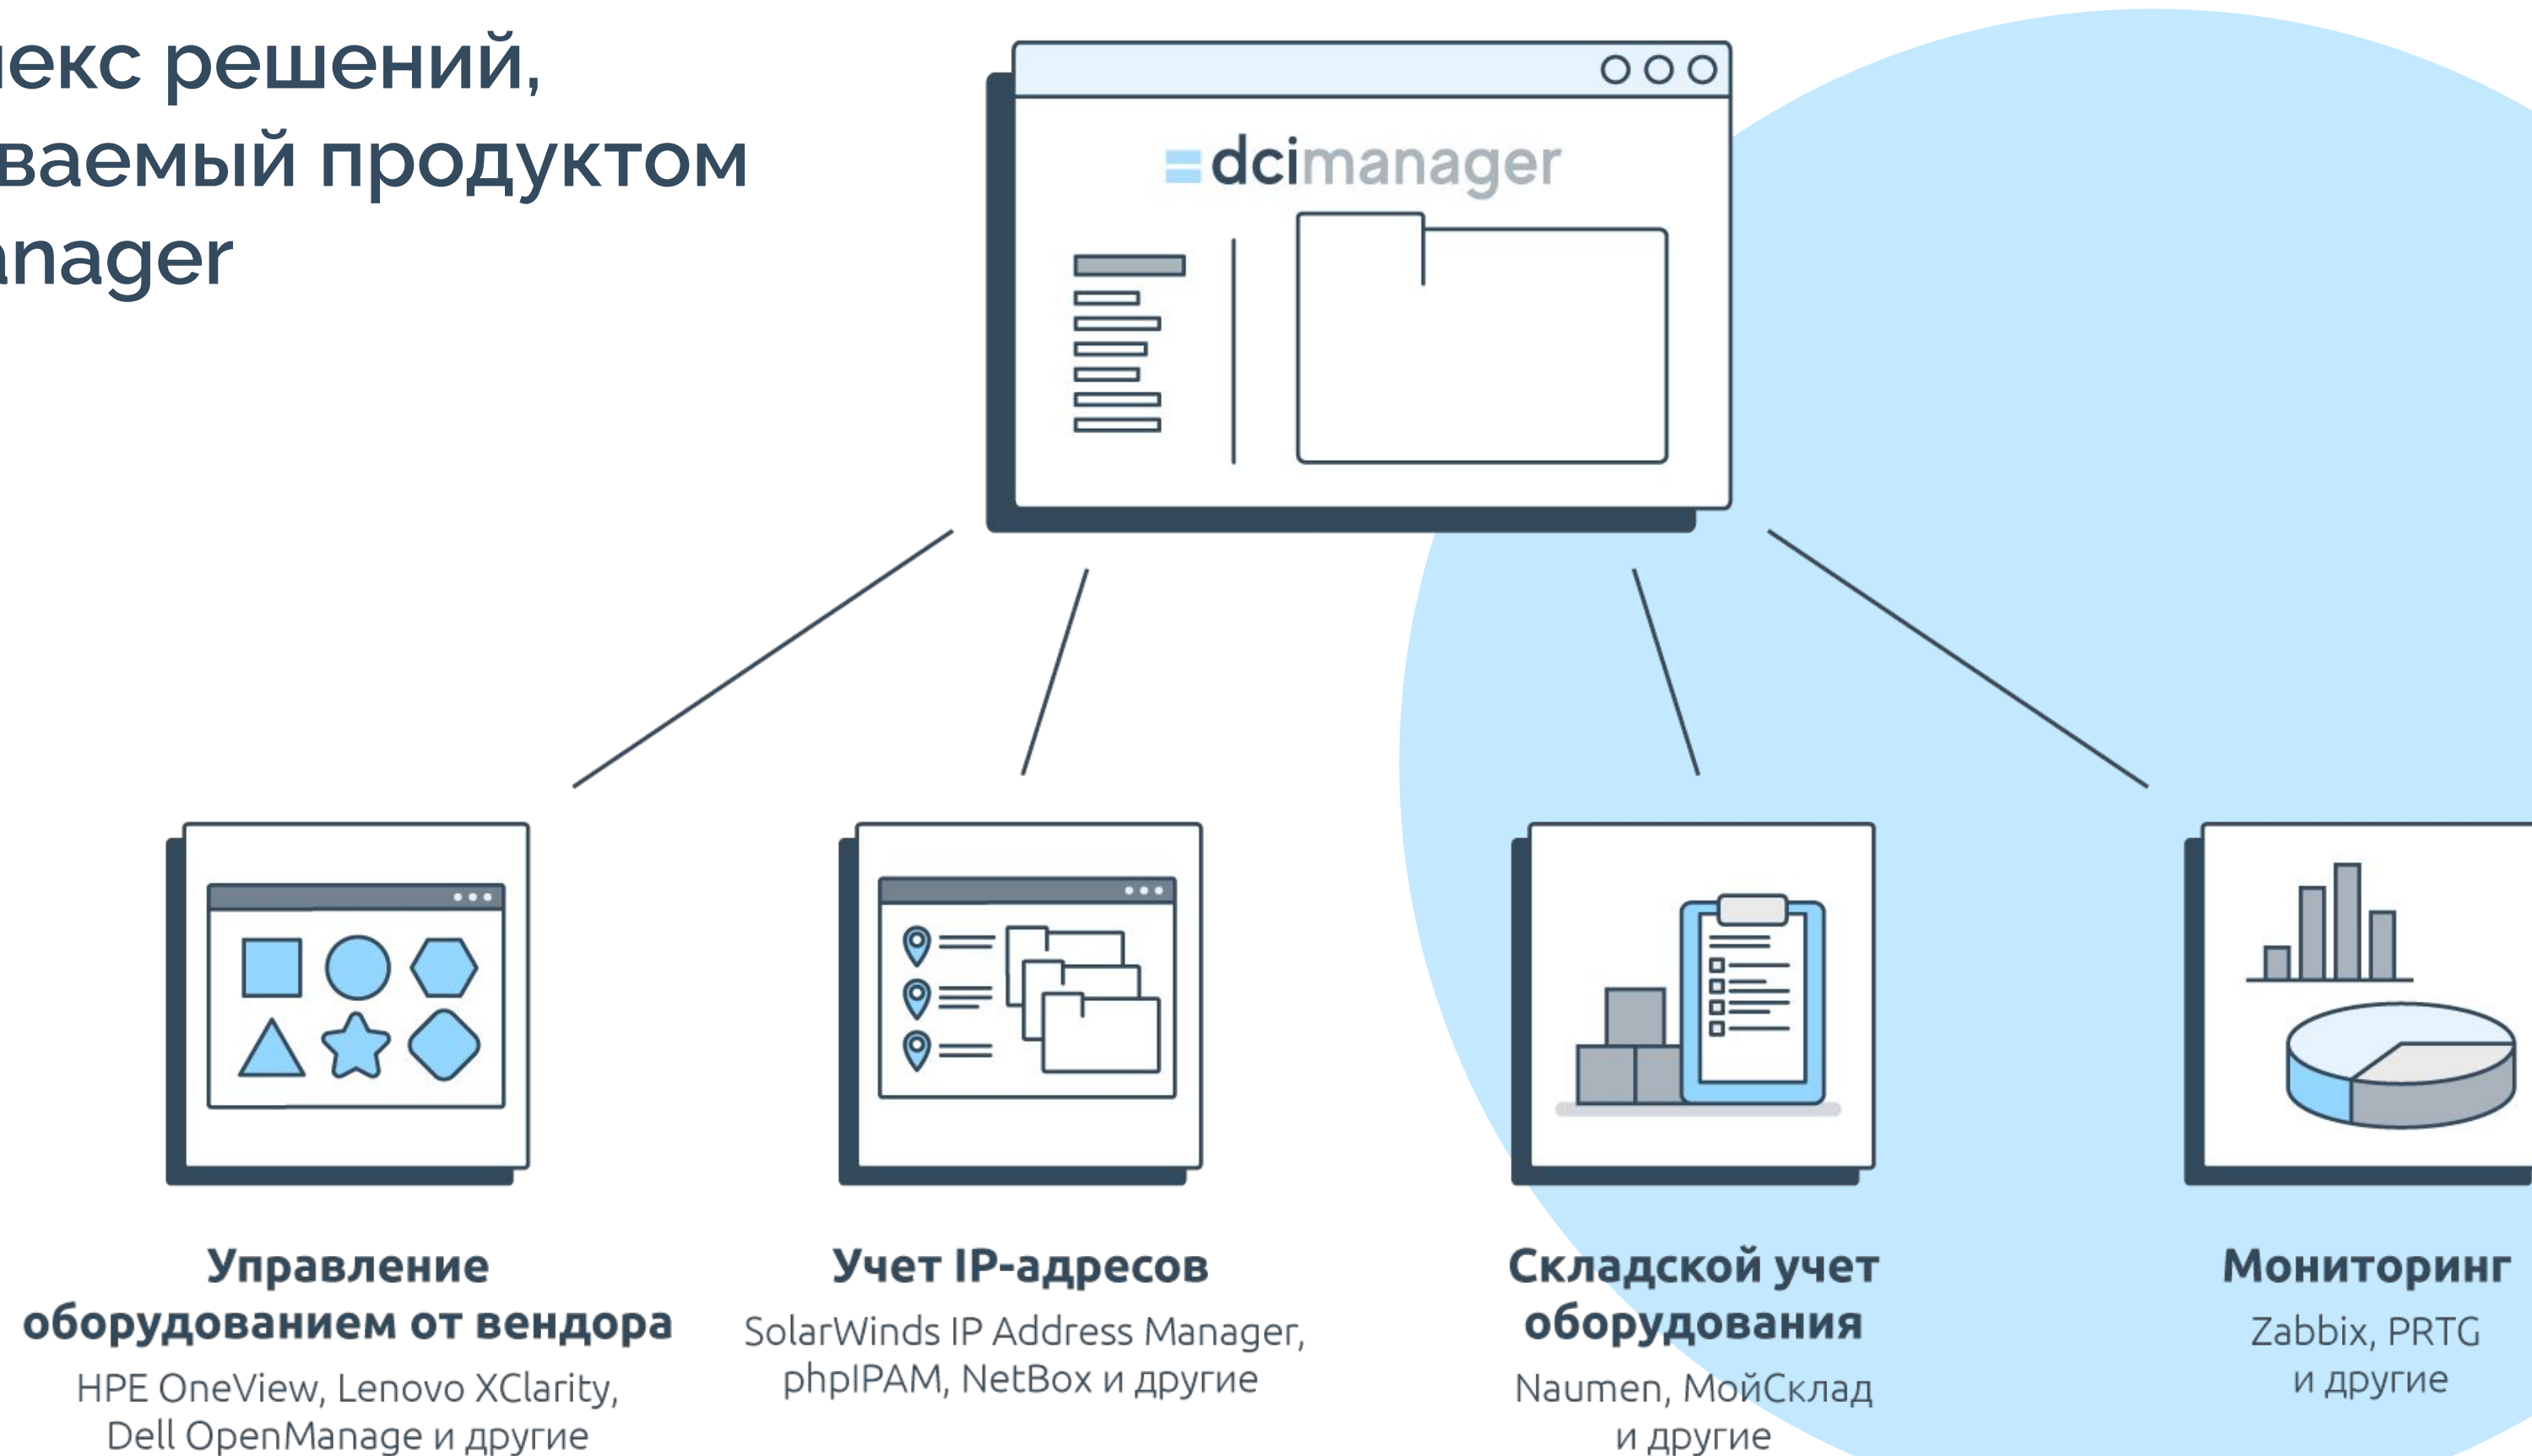 екс решений,
ваемый продуктом
nager
dcimanager
Управление
оборудованием от вендора
HPE OneView, Lenovo XClarity,
Dell OpenManage и другие
Учет IP-адресов
SolarWinds IP Address Manager,
phpIPAM, NetBox и другие
Складской учет
оборудования
Naumen, МойСклад
и другие
Мониторинг
Zabbix, PRTG
и другие